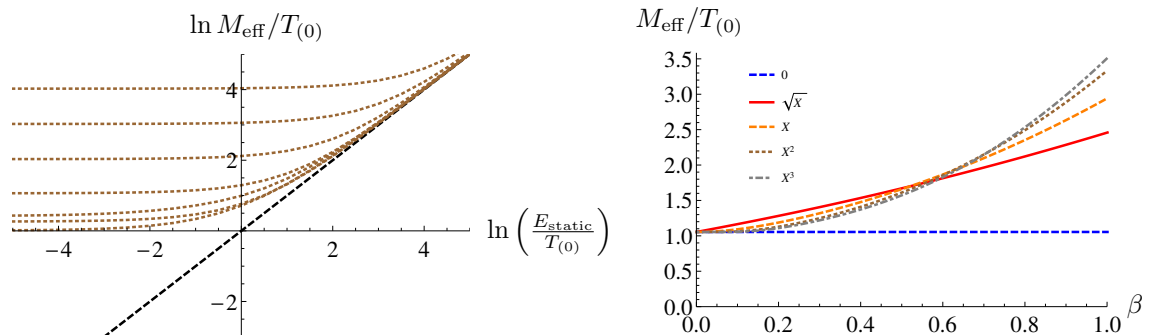 ln M_eff/T_(0)
4
2
−2
−4
−2
2
4
ln (E_static/T_(0))
M_eff/T_(0)
3.5
3.0
2.5
2.0
1.5
1.0
0.5
0.0
0
√X
X
X²
X³
0.0 0.2 0.4 0.6 0.8 1.0 β